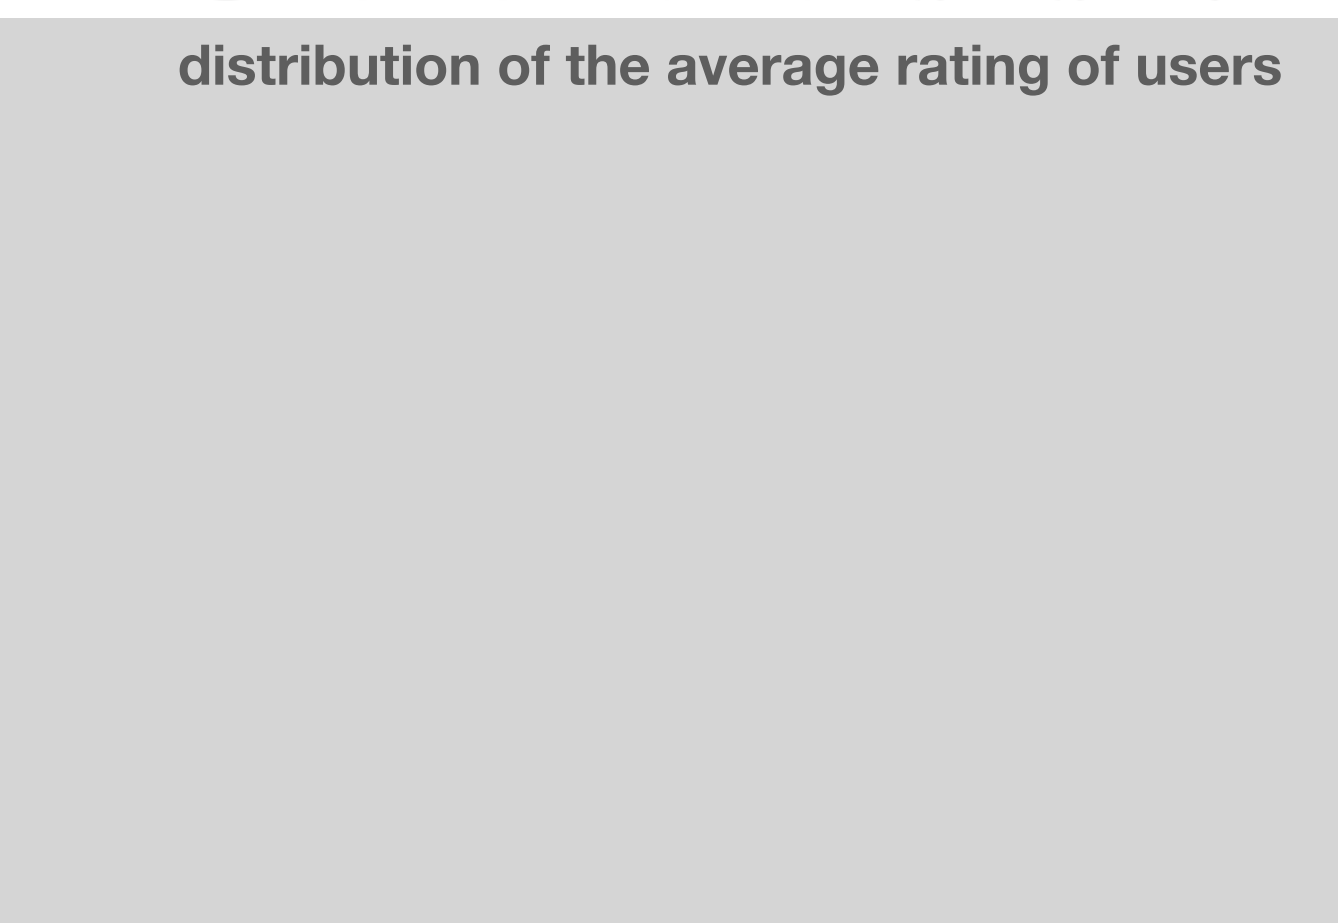 distribution of the average rating of users